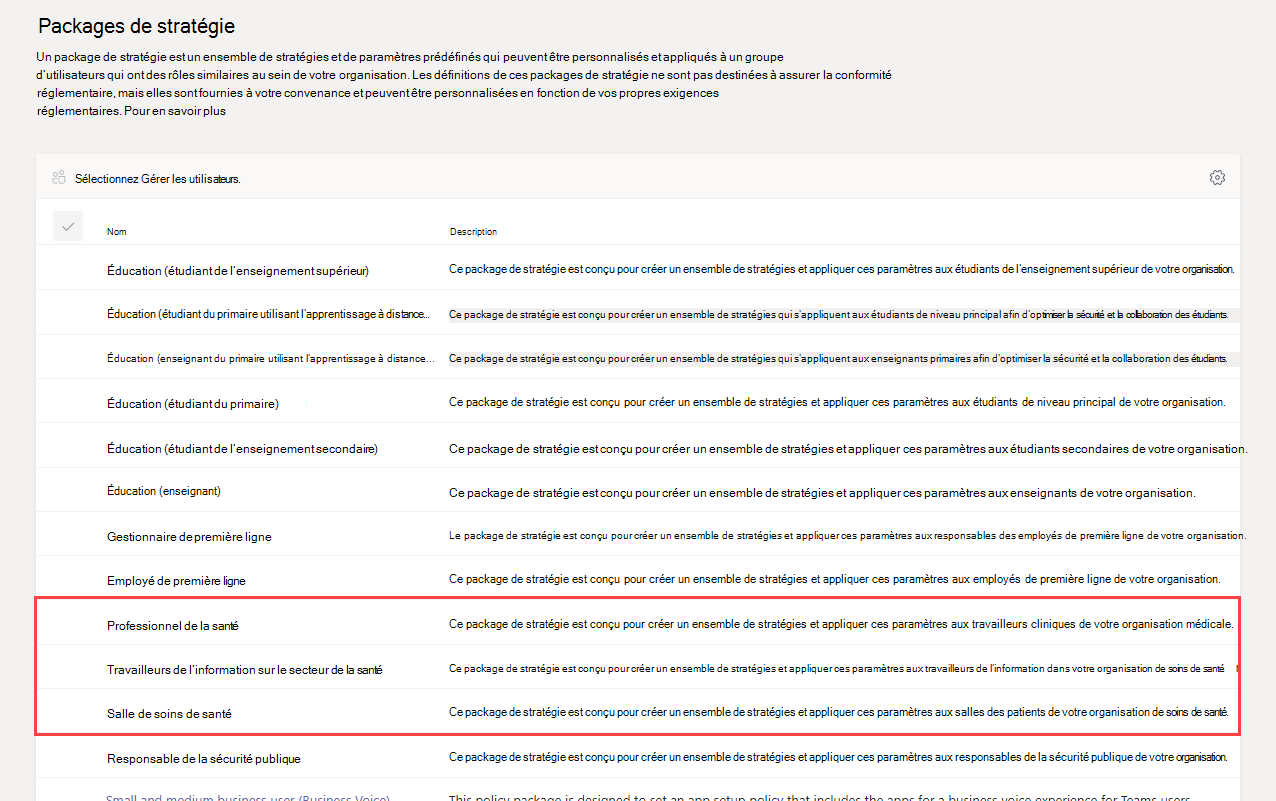 Packages de stratégie
Un package de stratégie est un ensemble de stratégies et de paramètres prédéfinis qui peuvent être personnalisés et appliqués à un groupe
d'utilisateurs qui ont des rôles similaires au sein de votre organisation. Les définitions de ces packages de stratégie ne sont pas destinées à assurer la conformité
réglementaire, mais elles sont fournies à votre convenance et peuvent être personnalisées en fonction de vos propres exigences
réglementaires. Pour en savoir plus
Sélectionnez Gérer les utilisateurs.
Nom Description
Éducation (étudiant de l'enseignement supérieur) Ce package de stratégie est conçu pour créer un ensemble de stratégies et appliquer ces paramètres aux étudiants de l'enseignement supérieur de votre organisation.
Éducation (étudiant du primaire utilisant l'apprentissage à distance... Ce package de stratégie est conçu pour créer un ensemble de stratégies qui s'appliquent aux étudiants de niveau principal afin d'optimiser la sécurité et la collaboration des étudiants.
Éducation (enseignant du primaire utilisant l'apprentissage à distance... Ce package de stratégie est conçu pour créer un ensemble de stratégies qui s'appliquent aux enseignants primaires afin d'optimiser la sécurité et la collaboration des étudiants.
Éducation (étudiant du primaire) Ce package de stratégie est conçu pour créer un ensemble de stratégies et appliquer ces paramètres aux étudiants de niveau principal de votre organisation.
Éducation (étudiant de l'enseignement secondaire) Ce package de stratégie est conçu pour créer un ensemble de stratégies et appliquer ces paramètres aux étudiants secondaires de votre organisation.
Éducation (enseignant) Ce package de stratégie est conçu pour créer un ensemble de stratégies et appliquer ces paramètres aux enseignants de votre organisation.
Gestionnaire de première ligne Le package de stratégie est conçu pour créer un ensemble de stratégies et appliquer ces paramètres aux responsables des employés de première ligne de votre organisation.
Employé de première ligne Ce package de stratégie est conçu pour créer un ensemble de stratégies et appliquer ces paramètres aux employés de première ligne de votre organisation.
Professionnel de la santé Ce package de stratégie est conçu pour créer un ensemble de stratégies et appliquer ces paramètres aux travailleurs cliniques de votre organisation médicale.
Travailleurs de l'information sur le secteur de la santé Ce package de stratégie est conçu pour créer un ensemble de stratégies et appliquer ces paramètres aux travailleurs de l'information dans votre organisation de soins de santé
Salle de soins de santé Ce package de stratégie est conçu pour créer un ensemble de stratégies et appliquer ces paramètres aux salles des patients de votre organisation de soins de santé.
Responsable de la sécurité publique Ce package de stratégie est conçu pour créer un ensemble de stratégies et appliquer ces paramètres aux responsables de la sécurité publique de votre organisation.
Small and medium business user (Business Voice) This policy package is designed to set an app setup policy that includes the apps for a business voice experience for Teams users